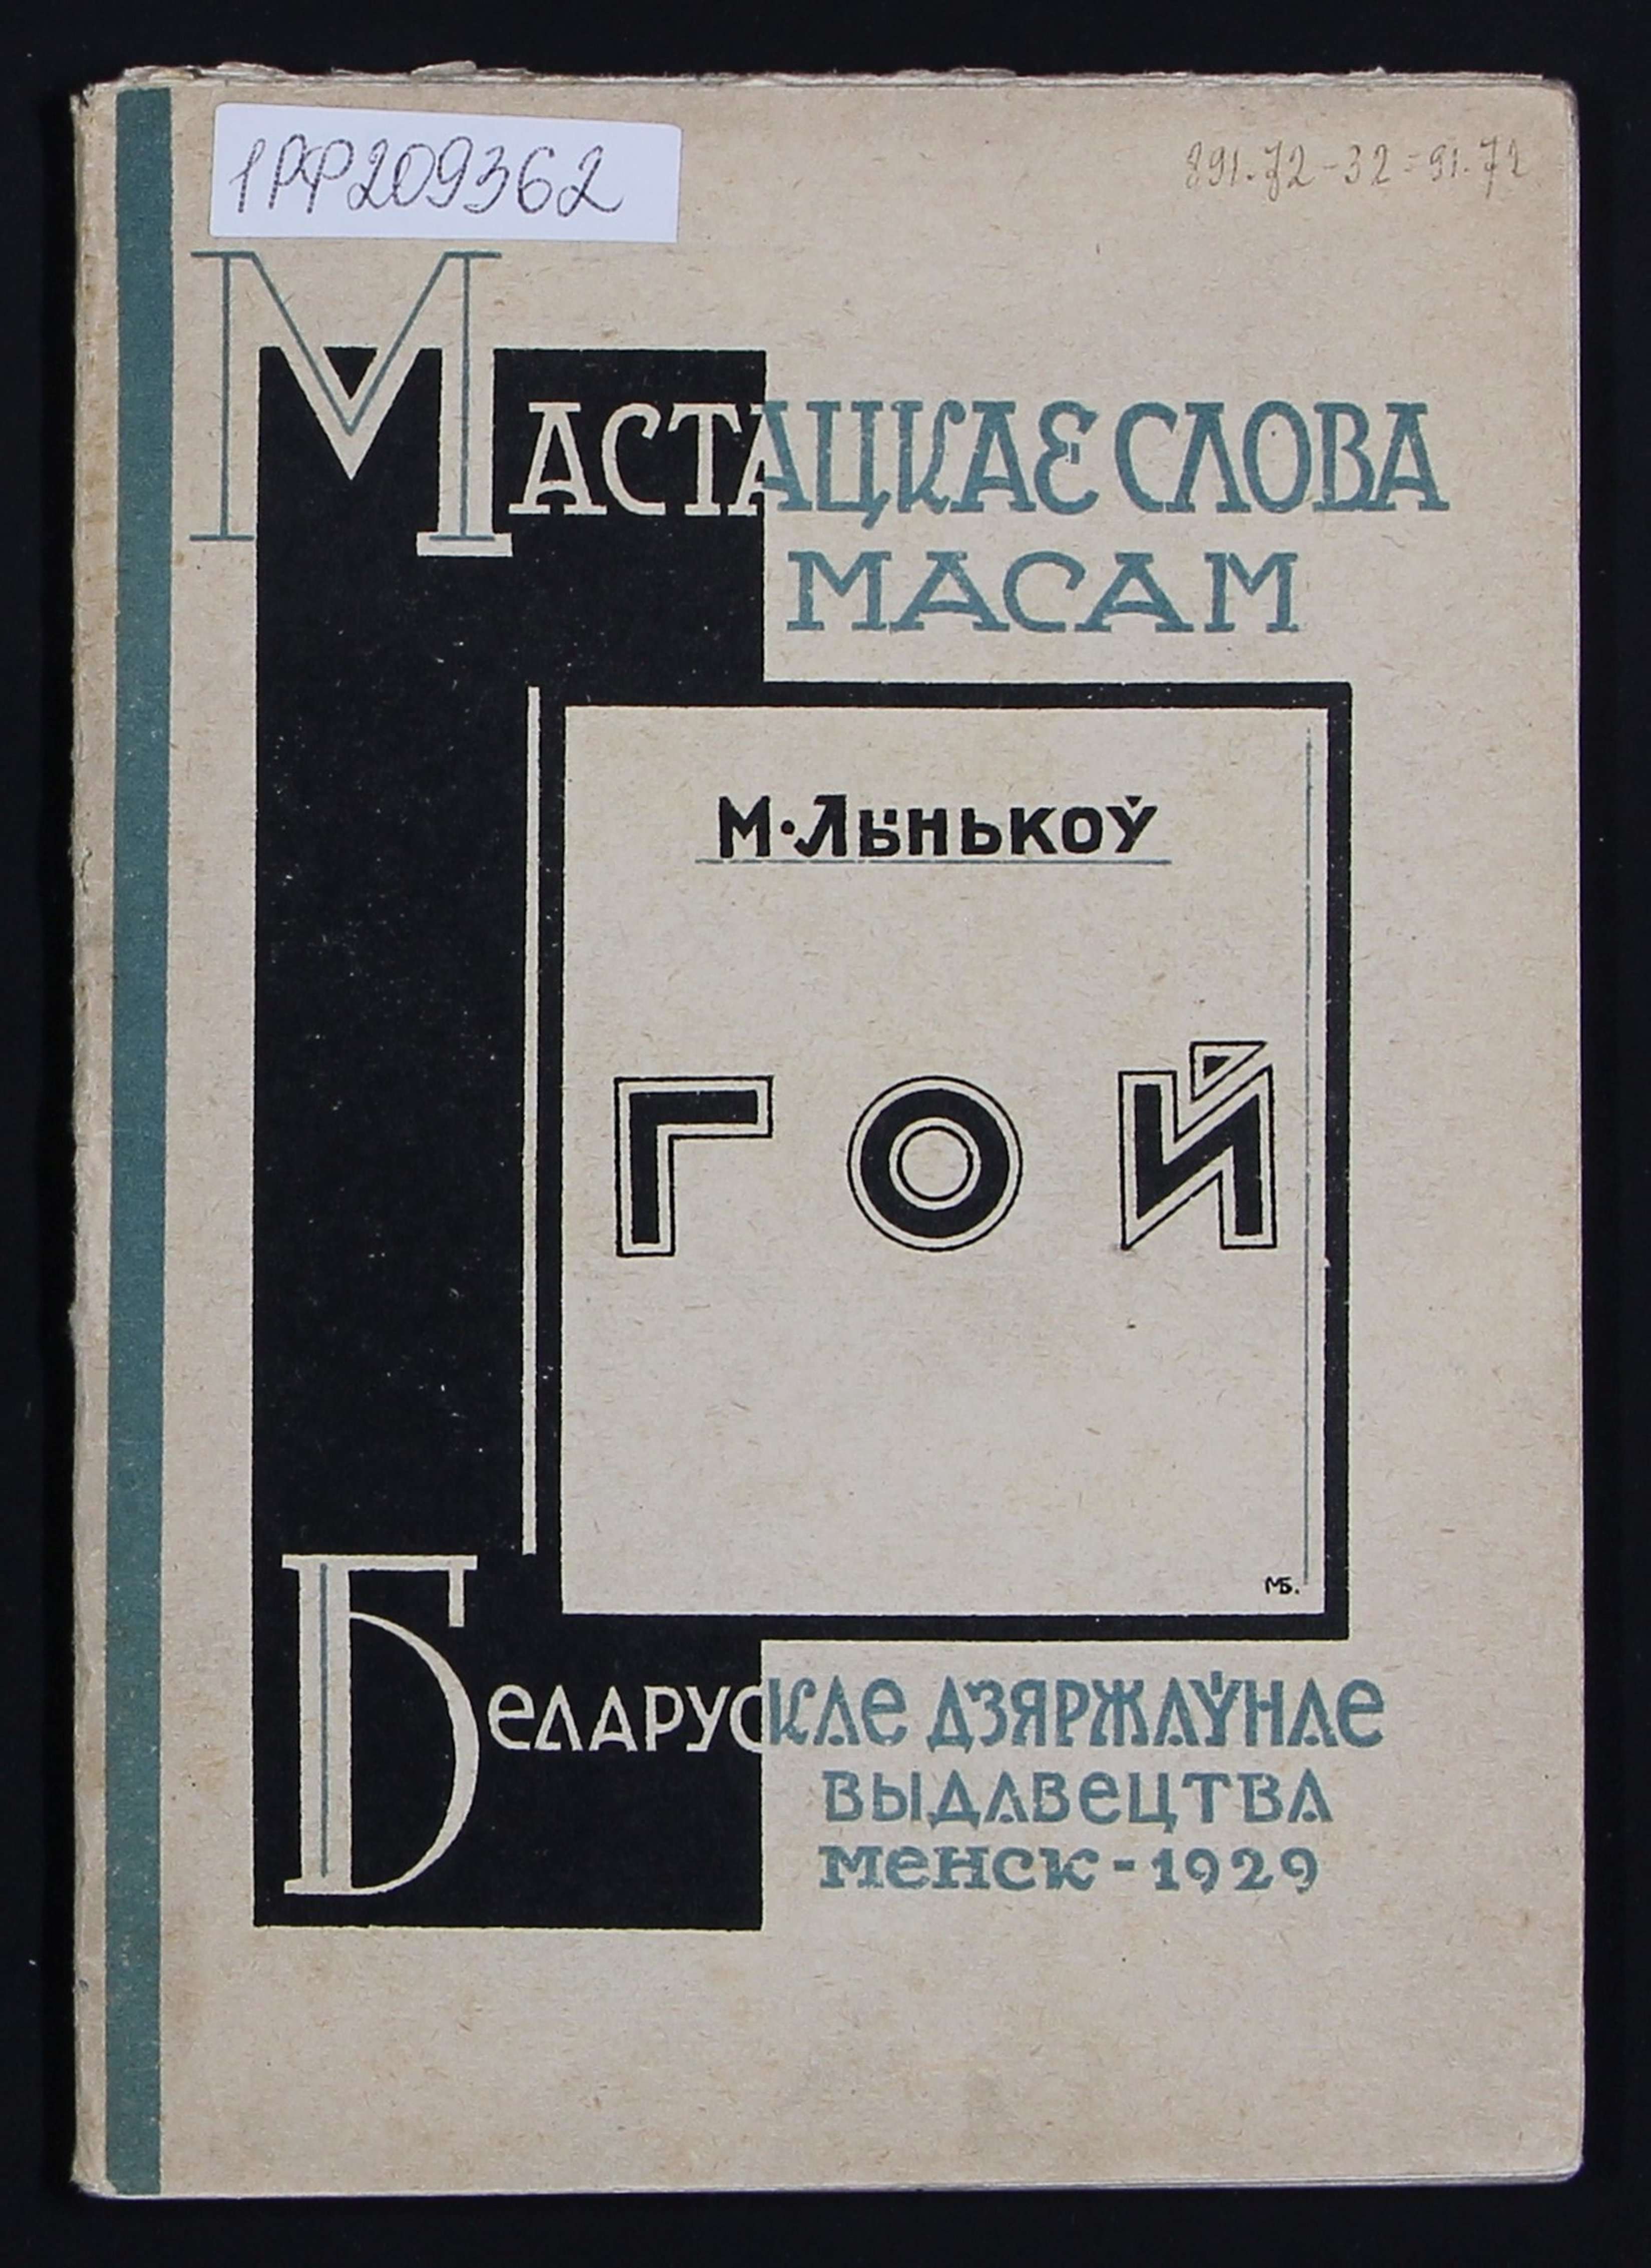 1РР209362
891.72-32=91.72
Мастацкае слова
масам
М. Лынькоў
ГОЙ
МБ.
Беларускае дзяржаўнае
выдавецтва
Менск-1929